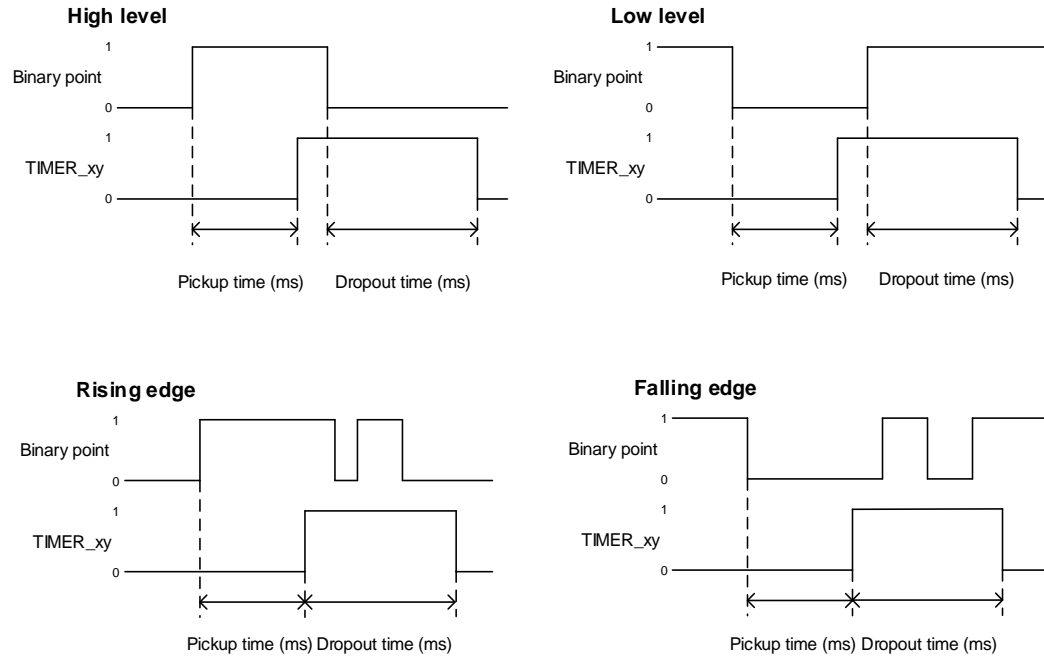 High level
1
Binary point
0
1
TIMER_xy
0
Pickup time (ms) Dropout time (ms)
Low level
1
Binary point
0
1
TIMER_xy
0
Pickup time (ms) Dropout time (ms)
Rising edge
1
Binary point
0
1
TIMER_xy
0
Pickup time (ms) Dropout time (ms)
Falling edge
1
Binary point
0
1
TIMER_xy
0
Pickup time (ms) Dropout time (ms)